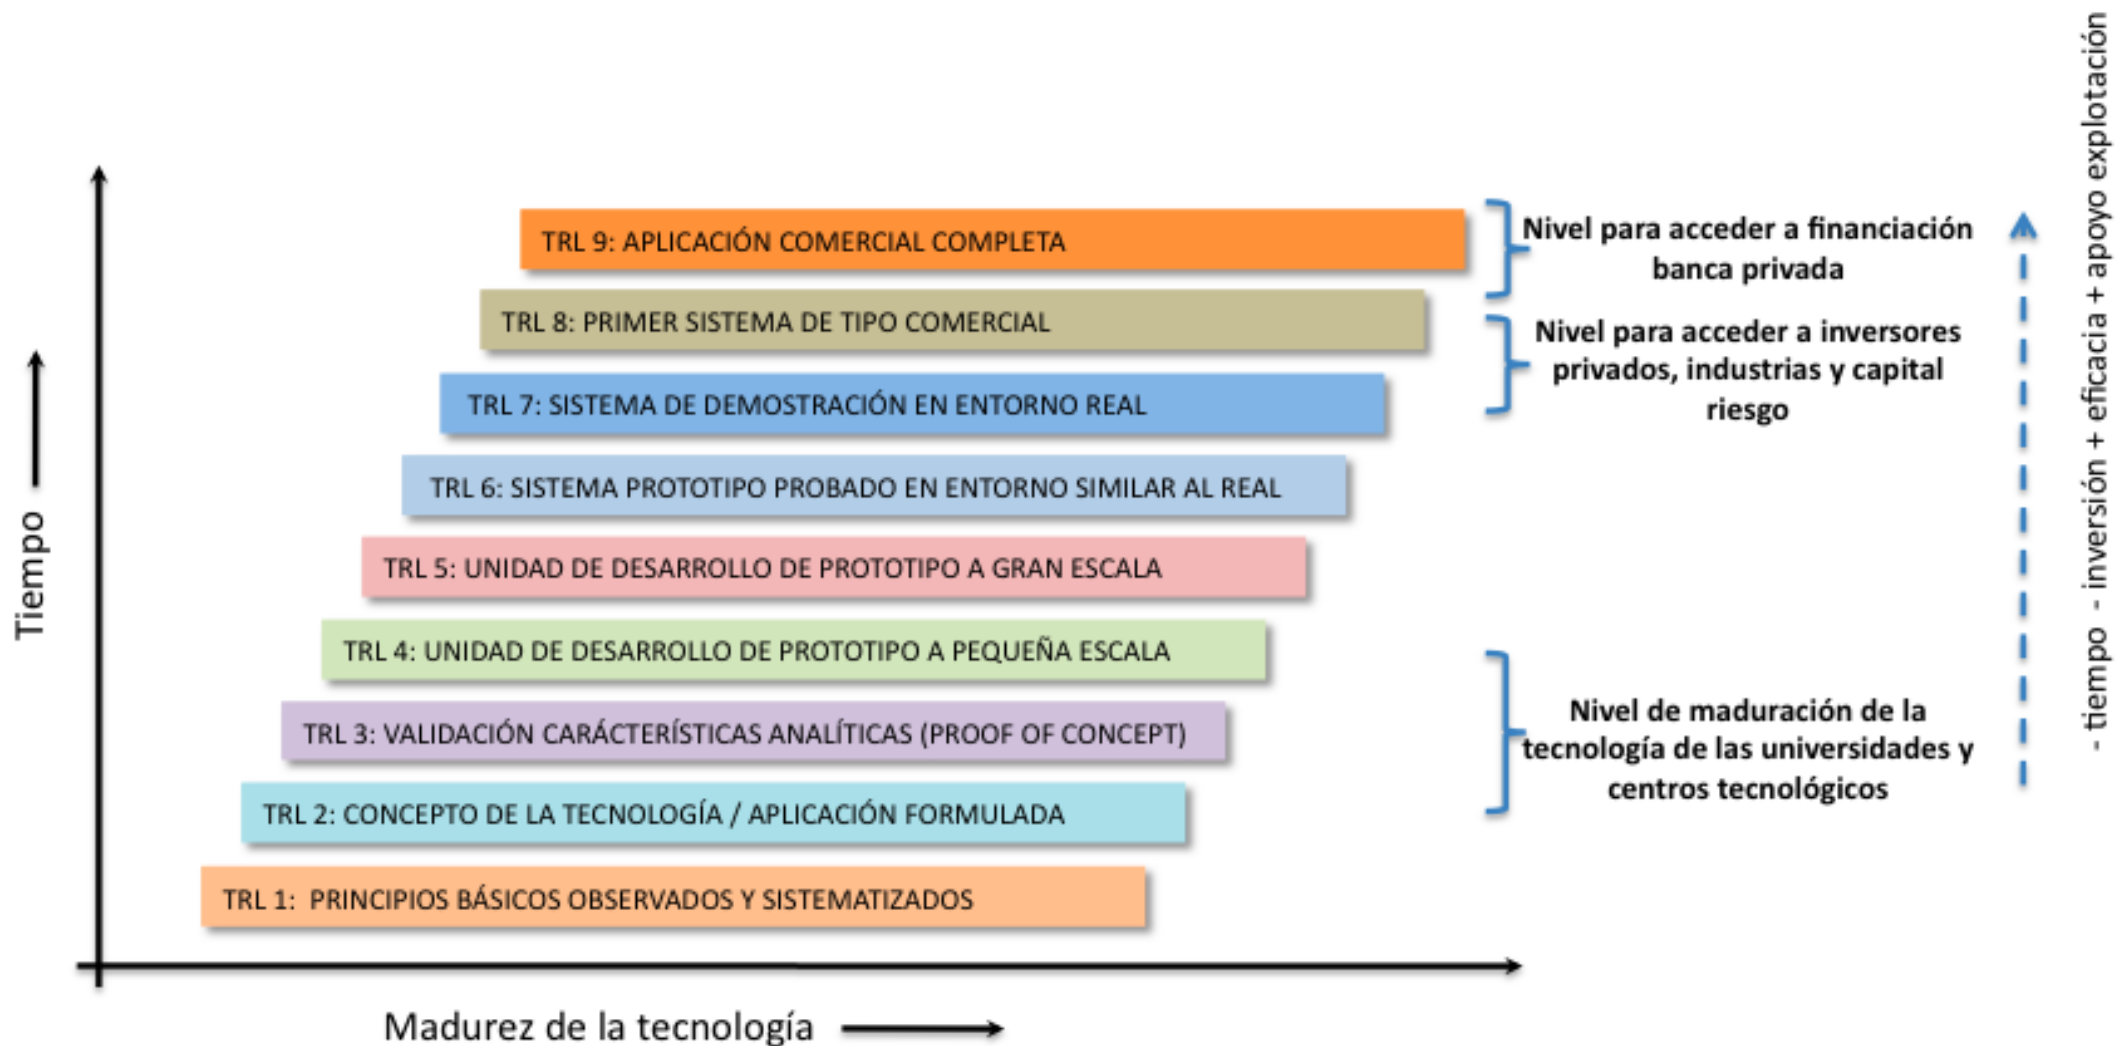 TRL 9: APLICACIÓN COMERCIAL COMPLETA
TRL 8: PRIMER SISTEMA DE TIPO COMERCIAL
TRL 7: SISTEMA DE DEMOSTRACIÓN EN ENTORNO REAL
TRL 6: SISTEMA PROTOTIPO PROBADO EN ENTORNO SIMILAR AL REAL
TRL 5: UNIDAD DE DESARROLLO DE PROTOTIPO A GRAN ESCALA
TRL 4: UNIDAD DE DESARROLLO DE PROTOTIPO A PEQUEÑA ESCALA
TRL 3: VALIDACIÓN CARÁCTERÍSTICAS ANALÍTICAS (PROOF OF CONCEPT)
TRL 2: CONCEPTO DE LA TECNOLOGÍA / APLICACIÓN FORMULADA
TRL 1: PRINCIPIOS BÁSICOS OBSERVADOS Y SISTEMATIZADOS
Tiempo
Madurez de la tecnología
Nivel para acceder a financiación
banca privada
Nivel para acceder a inversores
privados, industrias y capital
riesgo
Nivel de maduración de la
tecnología de las universidades y
centros tecnológicos
- tiempo - inversión + eficacia + apoyo explotación